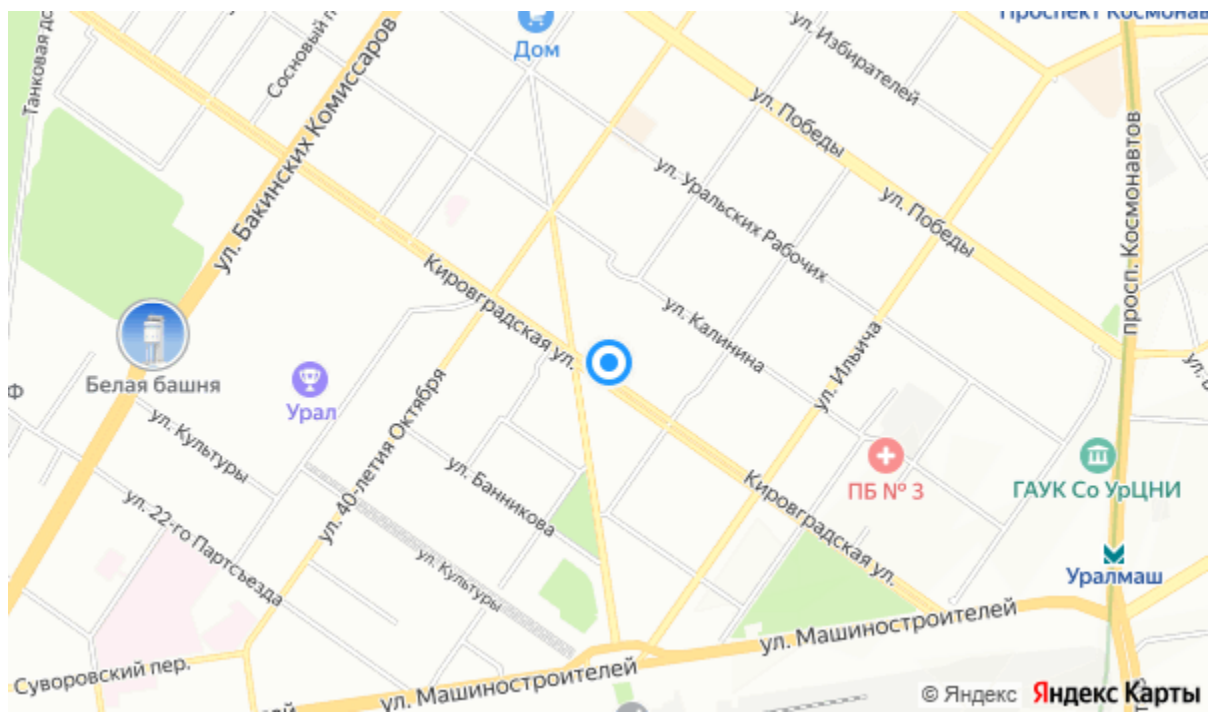 Проспект Космонав
Танковая до
Сосновый п
Дом
ул. Избирателей
ул. Бакинских Комиссаров
ул. Победы
просп. Космонавтов
ул. Уральских Рабочих
ул. Победы
Кировградская ул.
ул. Калинина
ул. Ильича
Белая башня
Ф
Урал
ул. 40-летия Октября
ул. Культуры
ул. Банникова
ПБ № 3
ГАУК Со УрЦНИ
Кировградская ул.
ул. 22-го Партсъезда
ул. Культуры
Уралмаш
ул. Машиностроителей
Суворовский пер.
ул. Машиностроителей
ой
© Яндекс Яндекс Карты